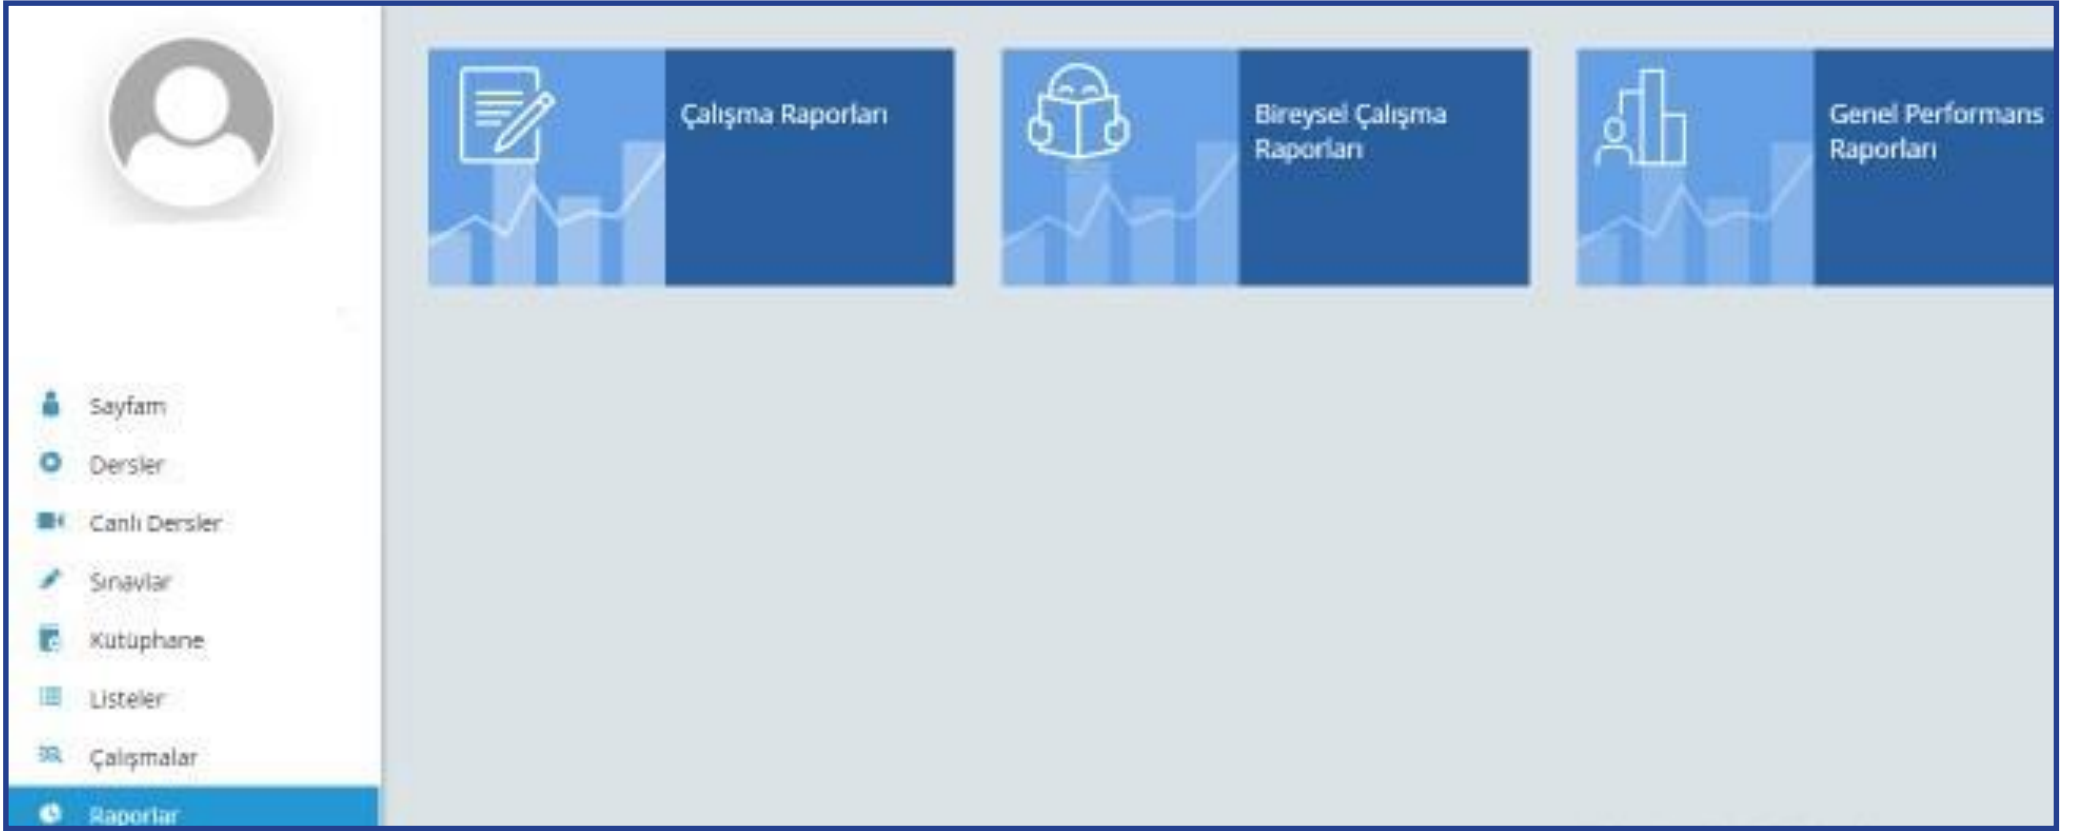 Çalışma Raporları
Bireysel Çalışma
Raporları
Genel Performans
Raporları
Sayfam
Dersler
Canlı Dersler
Sınavlar
Kütüphane
Listeler
Çalışmalar
Raporlar